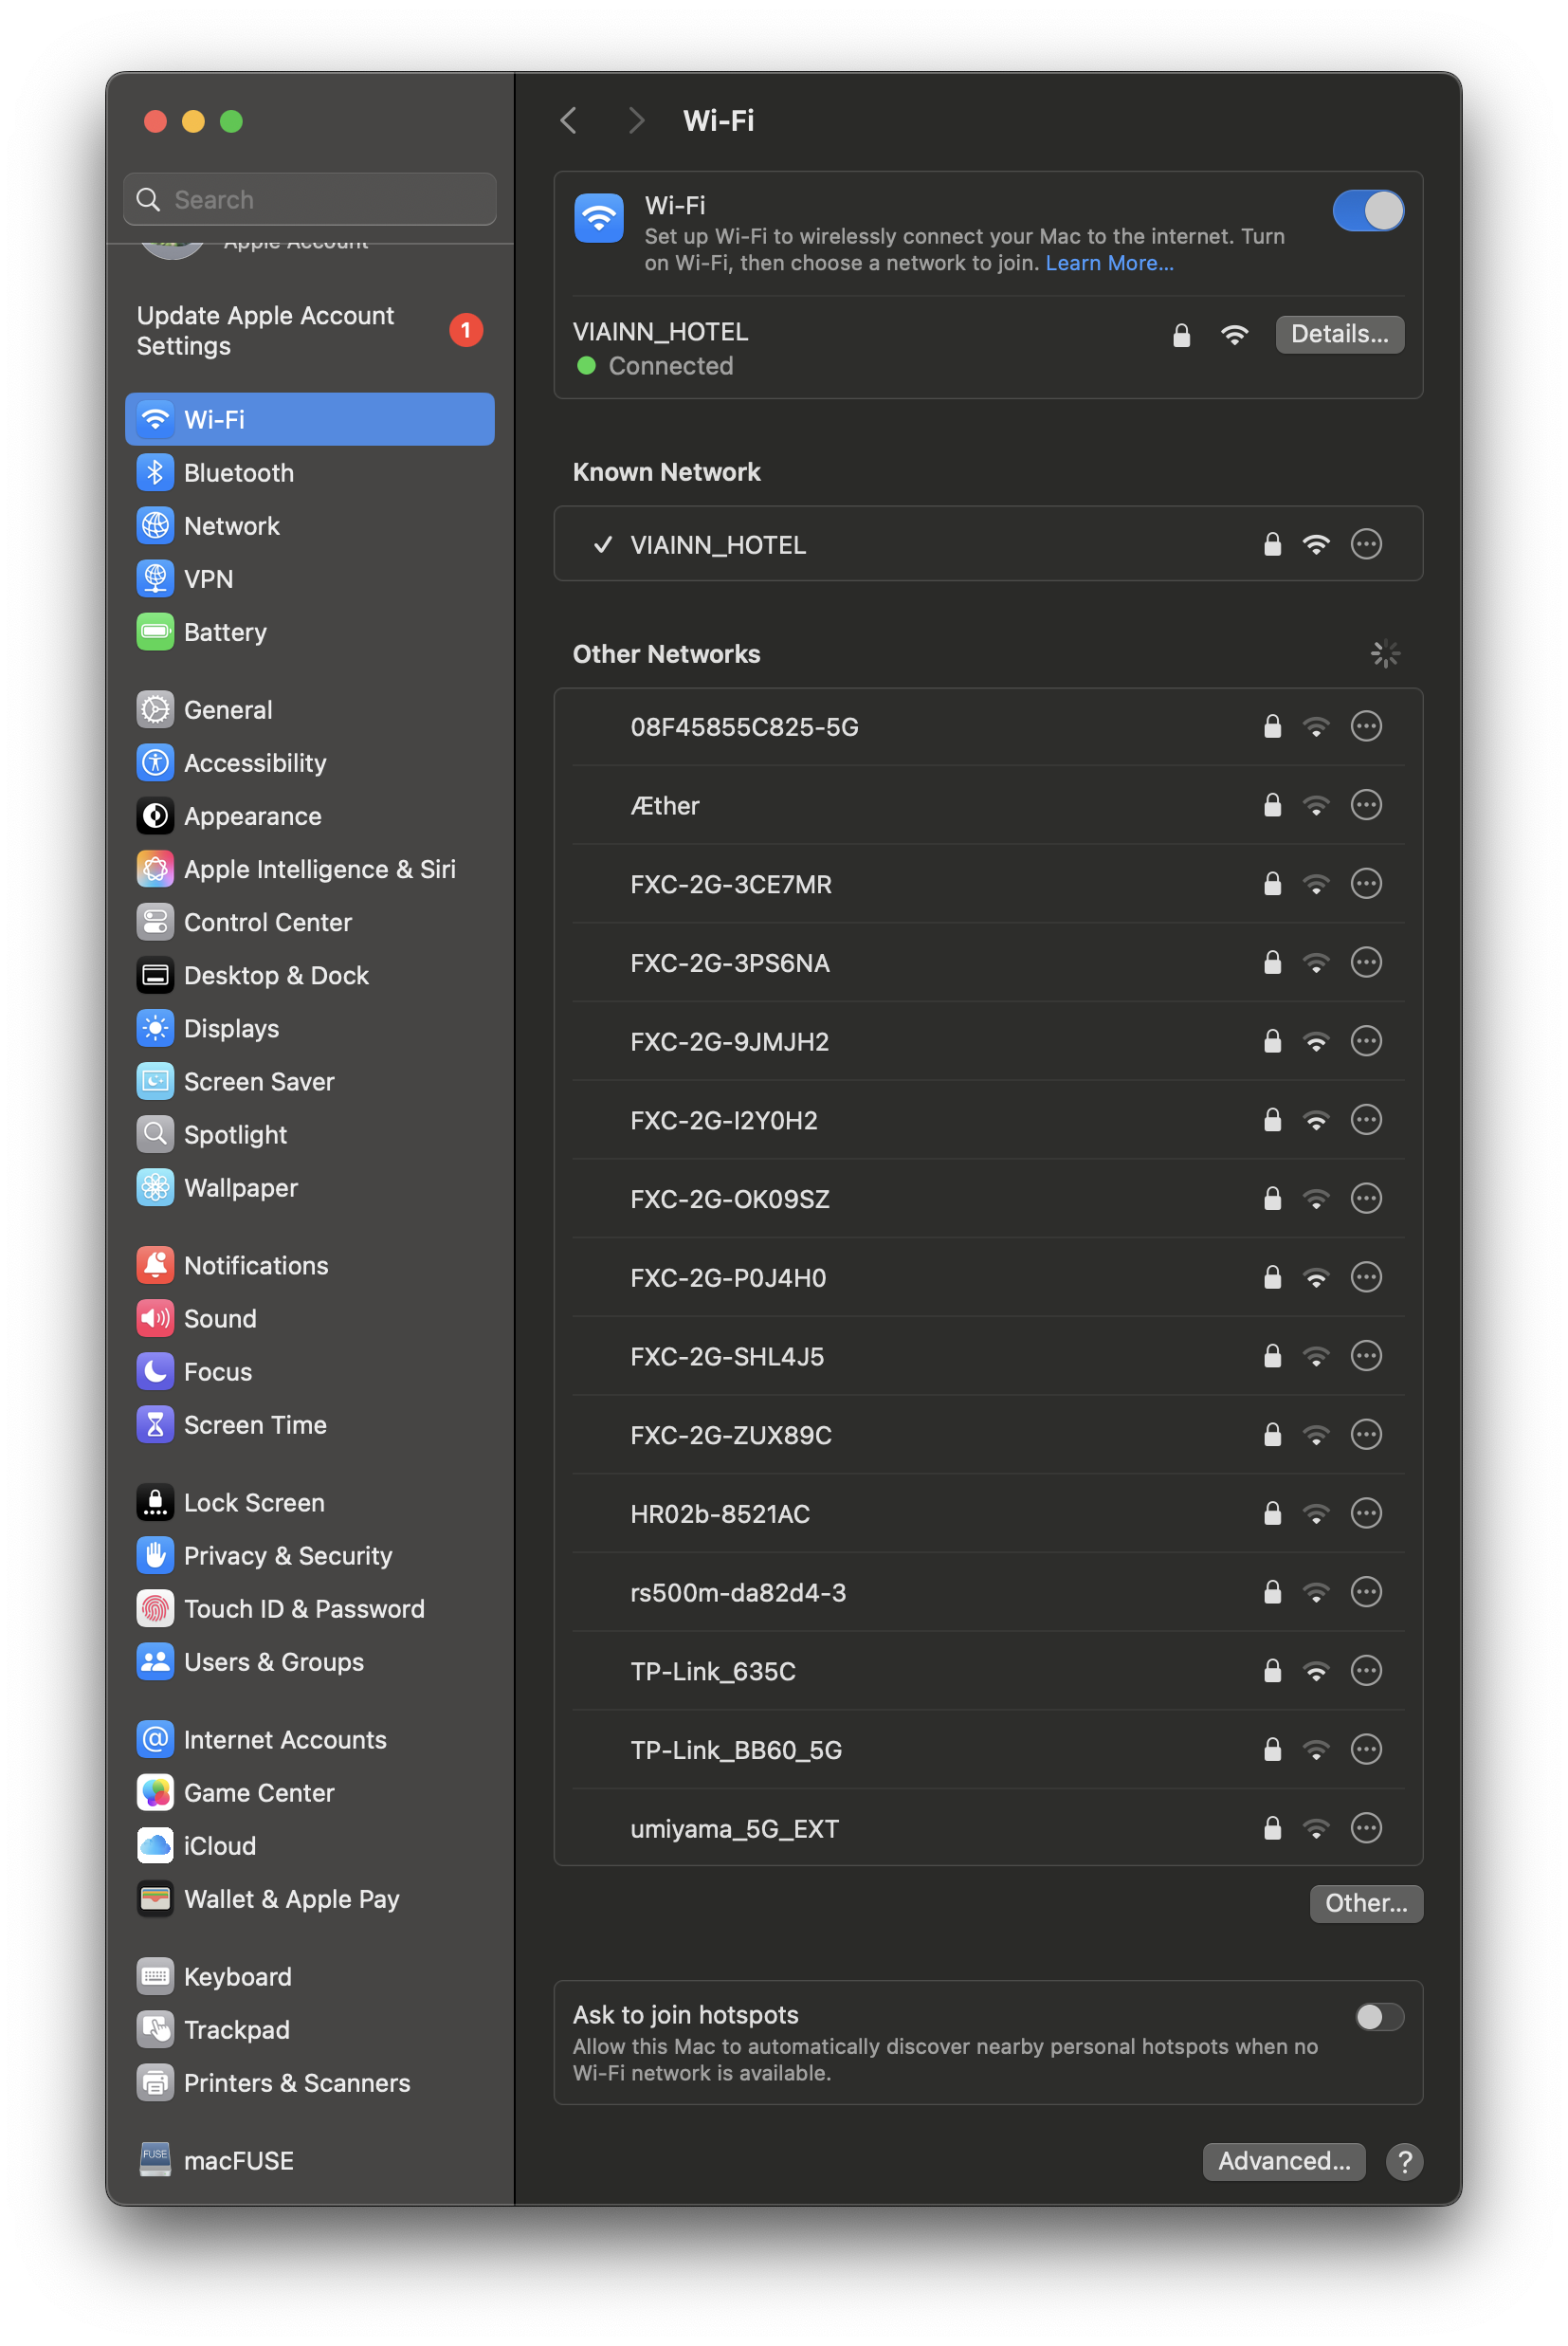 Search
Apple Account
Update Apple Account
Settings
1
Wi-Fi
Bluetooth
Network
VPN
Battery
General
Accessibility
Appearance
Apple Intelligence & Siri
Control Center
Desktop & Dock
Displays
Screen Saver
Spotlight
Wallpaper
Notifications
Sound
Focus
Screen Time
Lock Screen
Privacy & Security
Touch ID & Password
Users & Groups
Internet Accounts
Game Center
iCloud
Wallet & Apple Pay
Keyboard
Trackpad
Printers & Scanners
FUSE
macFUSE
Wi-Fi
Wi-Fi
Set up Wi-Fi to wirelessly connect your Mac to the internet. Turn
on Wi-Fi, then choose a network to join. Learn More...
VIAINN_HOTEL
Details...
Connected
Known Network
VIAINN_HOTEL
Other Networks
08F45855C825-5G
Æther
FXC-2G-3CE7MR
FXC-2G-3PS6NA
FXC-2G-9JMJH2
FXC-2G-I2Y0H2
FXC-2G-OK09SZ
FXC-2G-P0J4H0
FXC-2G-SHL4J5
FXC-2G-ZUX89C
HR02b-8521AC
rs500m-da82d4-3
TP-Link_635C
TP-Link_BB60_5G
umiyama_5G_EXT
Other...
Ask to join hotspots
Allow this Mac to automatically discover nearby personal hotspots when no
Wi-Fi network is available.
Advanced...
?